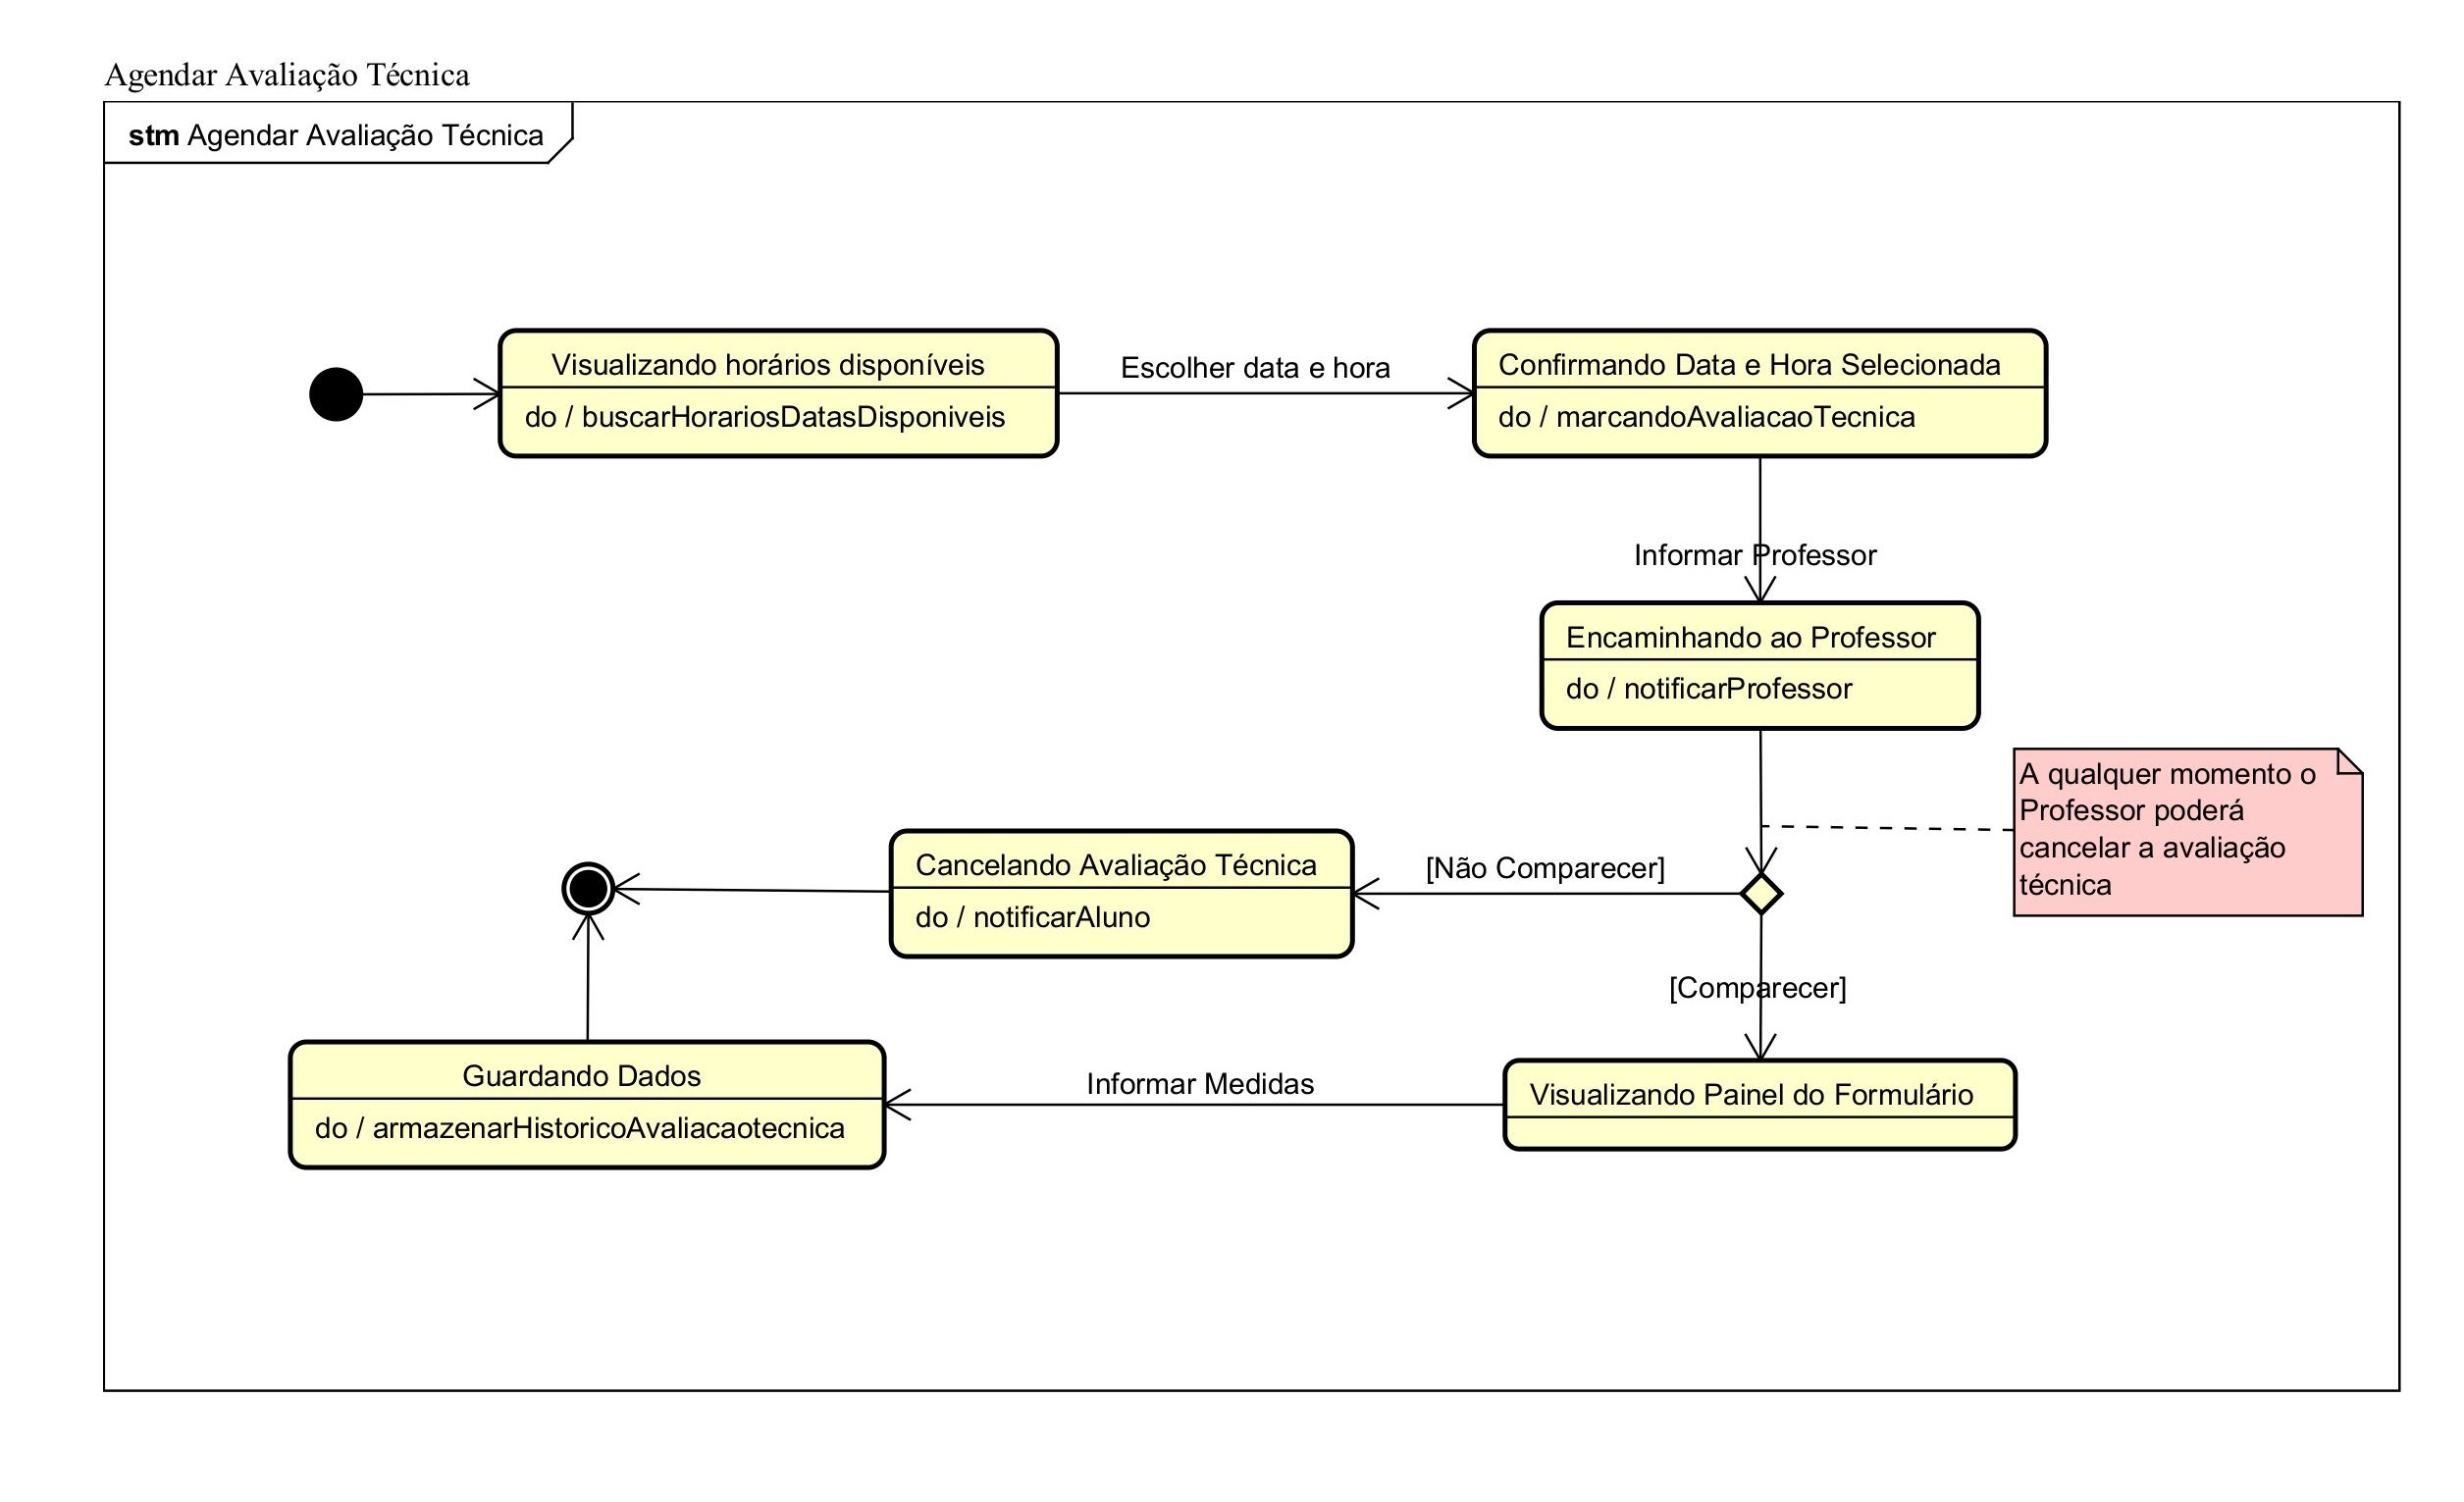 Agendar Avaliação Técnica
stm Agendar Avaliação Técnica
Visualizando horários disponíveis
do / buscarHorariosDatasDisponiveis
Escolher data e hora
Confirmando Data e Hora Selecionada
do / marcandoAvaliacaoTecnica
Informar Professor
Encaminhando ao Professor
do / notificarProfessor
A qualquer momento o
Professor poderá
cancelar a avaliação
técnica
[Não Comparecer]
Cancelando Avaliação Técnica
do / notificarAluno
[Comparecer]
Visualizando Painel do Formulário
Informar Medidas
Guardando Dados
do / armazenarHistoricoAvaliacaotecnica